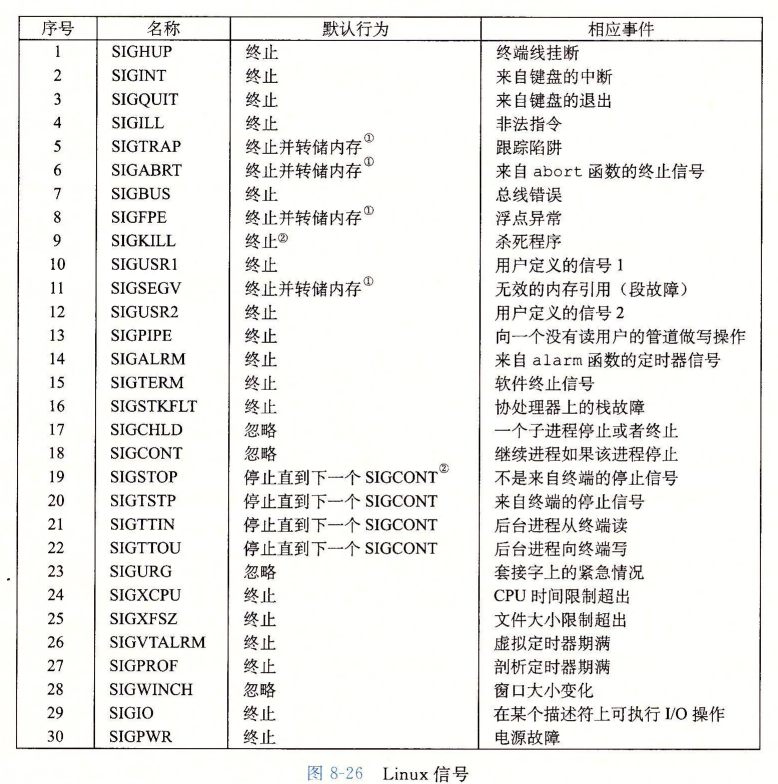 序号 名称 默认行为 相应事件
1 SIGHUP 终止 终端线挂断
2 SIGINT 终止 来自键盘的中断
3 SIGQUIT 终止 来自键盘的退出
4 SIGILL 终止 非法指令
5 SIGTRAP 终止并转储内存① 跟踪陷阱
6 SIGABRT 终止并转储内存① 来自 abort 函数的终止信号
7 SIGBUS 终止 总线错误
8 SIGFPE 终止并转储内存① 浮点异常
9 SIGKILL 终止② 杀死程序
10 SIGUSR1 终止 用户定义的信号 1
11 SIGSEGV 终止并转储内存① 无效的内存引用（段故障）
12 SIGUSR2 终止 用户定义的信号 2
13 SIGPIPE 终止 向一个没有读用户的管道做写操作
14 SIGALRM 终止 来自 alarm 函数的定时器信号
15 SIGTERM 终止 软件终止信号
16 SIGSTKFLT 终止 协处理器上的栈故障
17 SIGCHLD 忽略 一个子进程停止或者终止
18 SIGCONT 忽略 继续进程如果该进程停止
19 SIGSTOP 停止直到下一个 SIGCONT② 不是来自终端的停止信号
20 SIGTSTP 停止直到下一个 SIGCONT 来自终端的停止信号
21 SIGTTIN 停止直到下一个 SIGCONT 后台进程从终端读
22 SIGTTOU 停止直到下一个 SIGCONT 后台进程向终端写
23 SIGURG 忽略 套接字上的紧急情况
24 SIGXCPU 终止 CPU 时间限制超出
25 SIGXFSZ 终止 文件大小限制超出
26 SIGVTALRM 终止 虚拟定时器期满
27 SIGPROF 终止 剖析定时器期满
28 SIGWINCH 忽略 窗口大小变化
29 SIGIO 终止 在某个描述符上可执行 I/O 操作
30 SIGPWR 终止 电源故障
图 8-26 Linux 信号